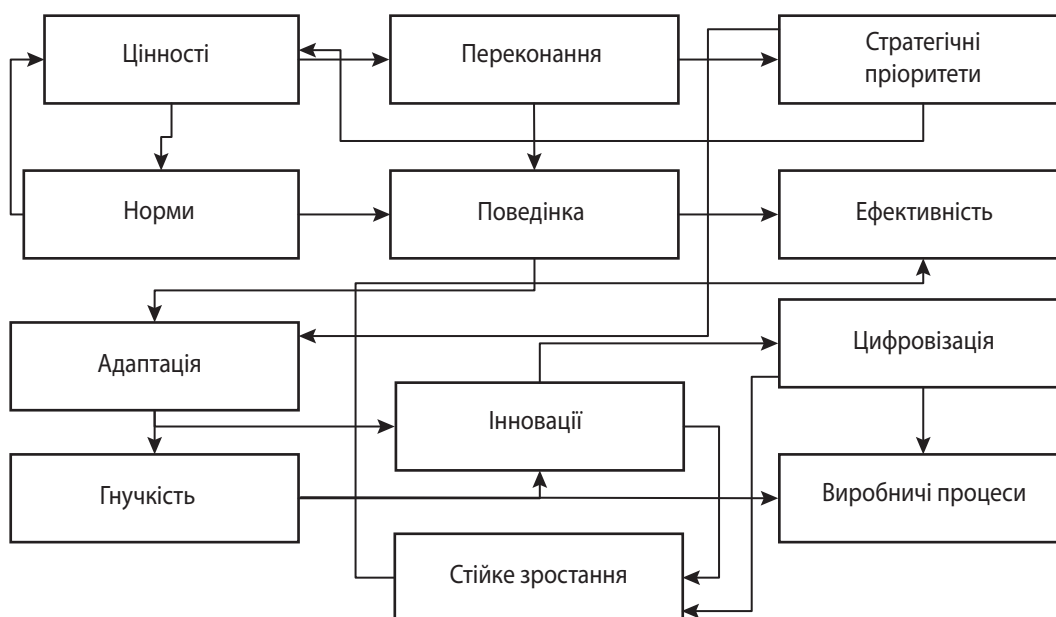 Цінності
Переконання
Стратегічні
пріоритети
Норми
Поведінка
Ефективність
Адаптація
Інновації
Цифровізація
Гнучкість
Виробничі процеси
Стійке зростання